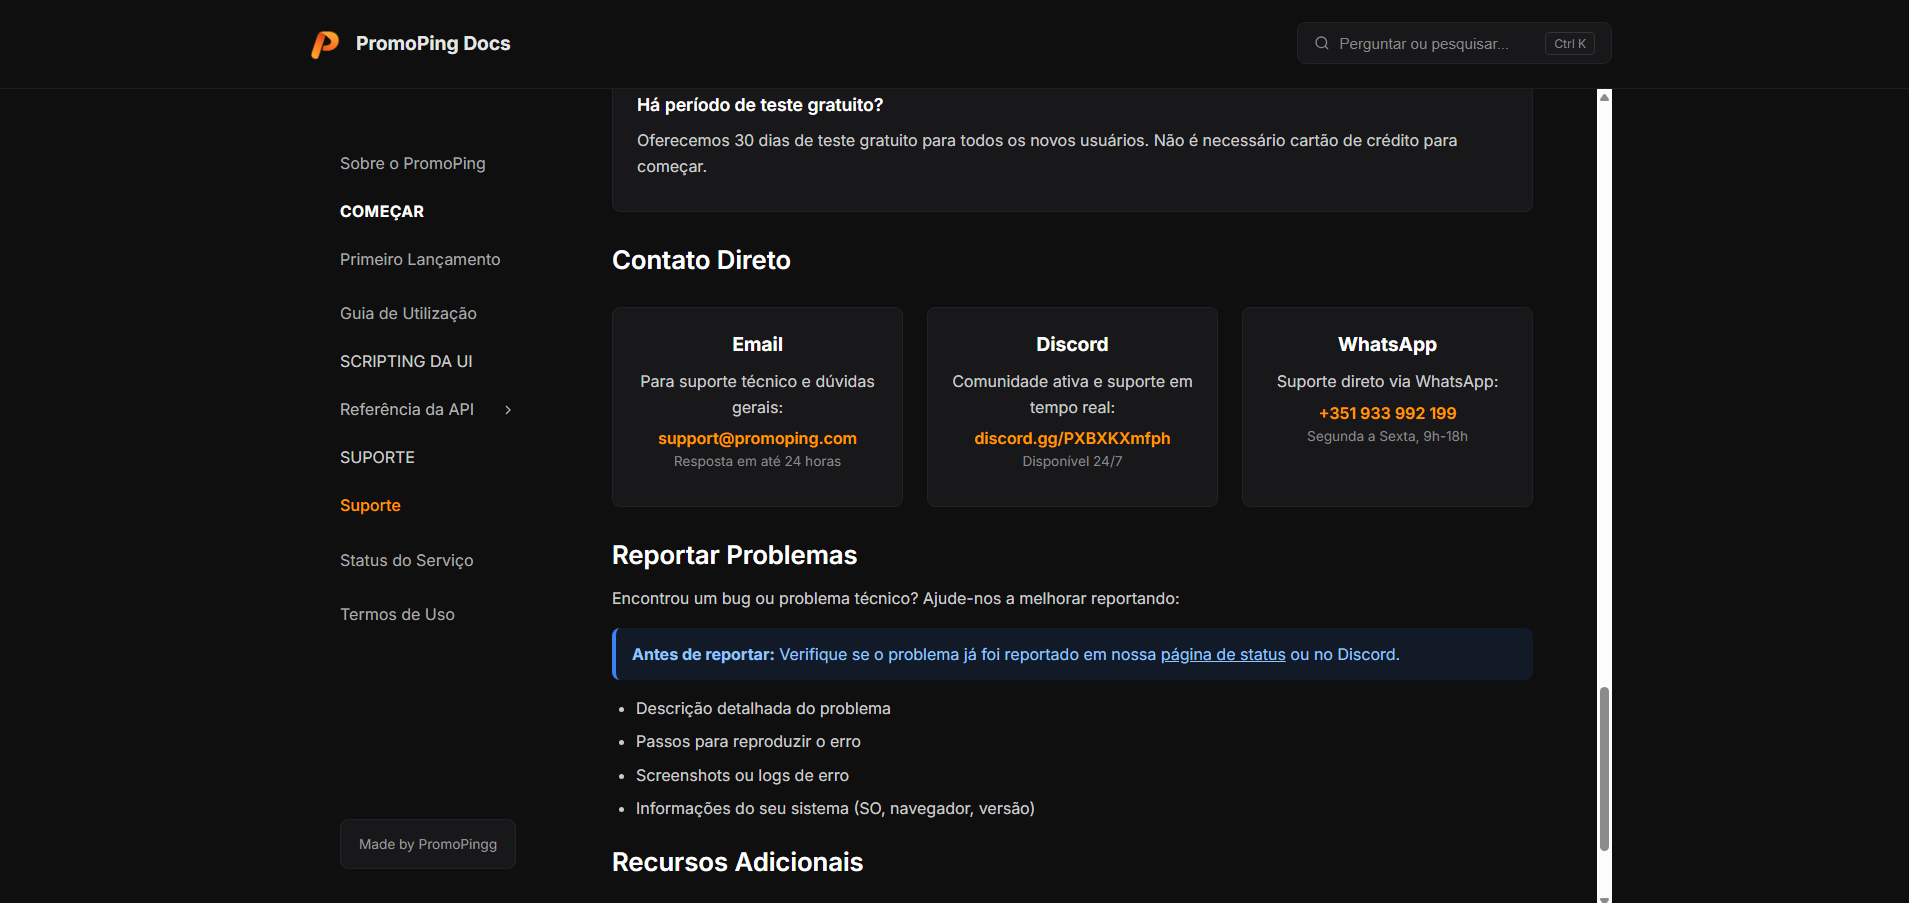 PromoPing Docs
Perguntar ou pesquisar...
Ctrl K
Sobre o PromoPing
COMEÇAR
Primeiro Lançamento
Guia de Utilização
SCRIPTING DA UI
Referência da API
SUPORTE
Suporte
Status do Serviço
Termos de Uso
Made by PromoPingg
Há período de teste gratuito?
Oferecemos 30 dias de teste gratuito para todos os novos usuários. Não é necessário cartão de crédito para
começar.
Contato Direto
Email
Para suporte técnico e dúvidas
gerais:
support@promoping.com
Resposta em até 24 horas
Discord
Comunidade ativa e suporte em
tempo real:
discord.gg/PXBXKXmfph
Disponível 24/7
WhatsApp
Suporte direto via WhatsApp:
+351 933 992 199
Segunda a Sexta, 9h-18h
Reportar Problemas
Encontrou um bug ou problema técnico? Ajude-nos a melhorar reportando:
Antes de reportar: Verifique se o problema já foi reportado em nossa página de status ou no Discord.
• Descrição detalhada do problema
• Passos para reproduzir o erro
• Screenshots ou logs de erro
• Informações do seu sistema (SO, navegador, versão)
Recursos Adicionais